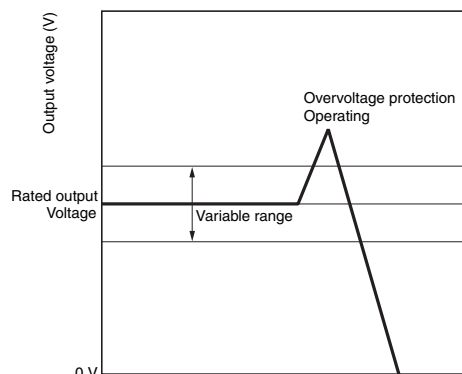 Output voltage (V)
Overvoltage protection
Operating
Rated output
Voltage
Variable range
0 V